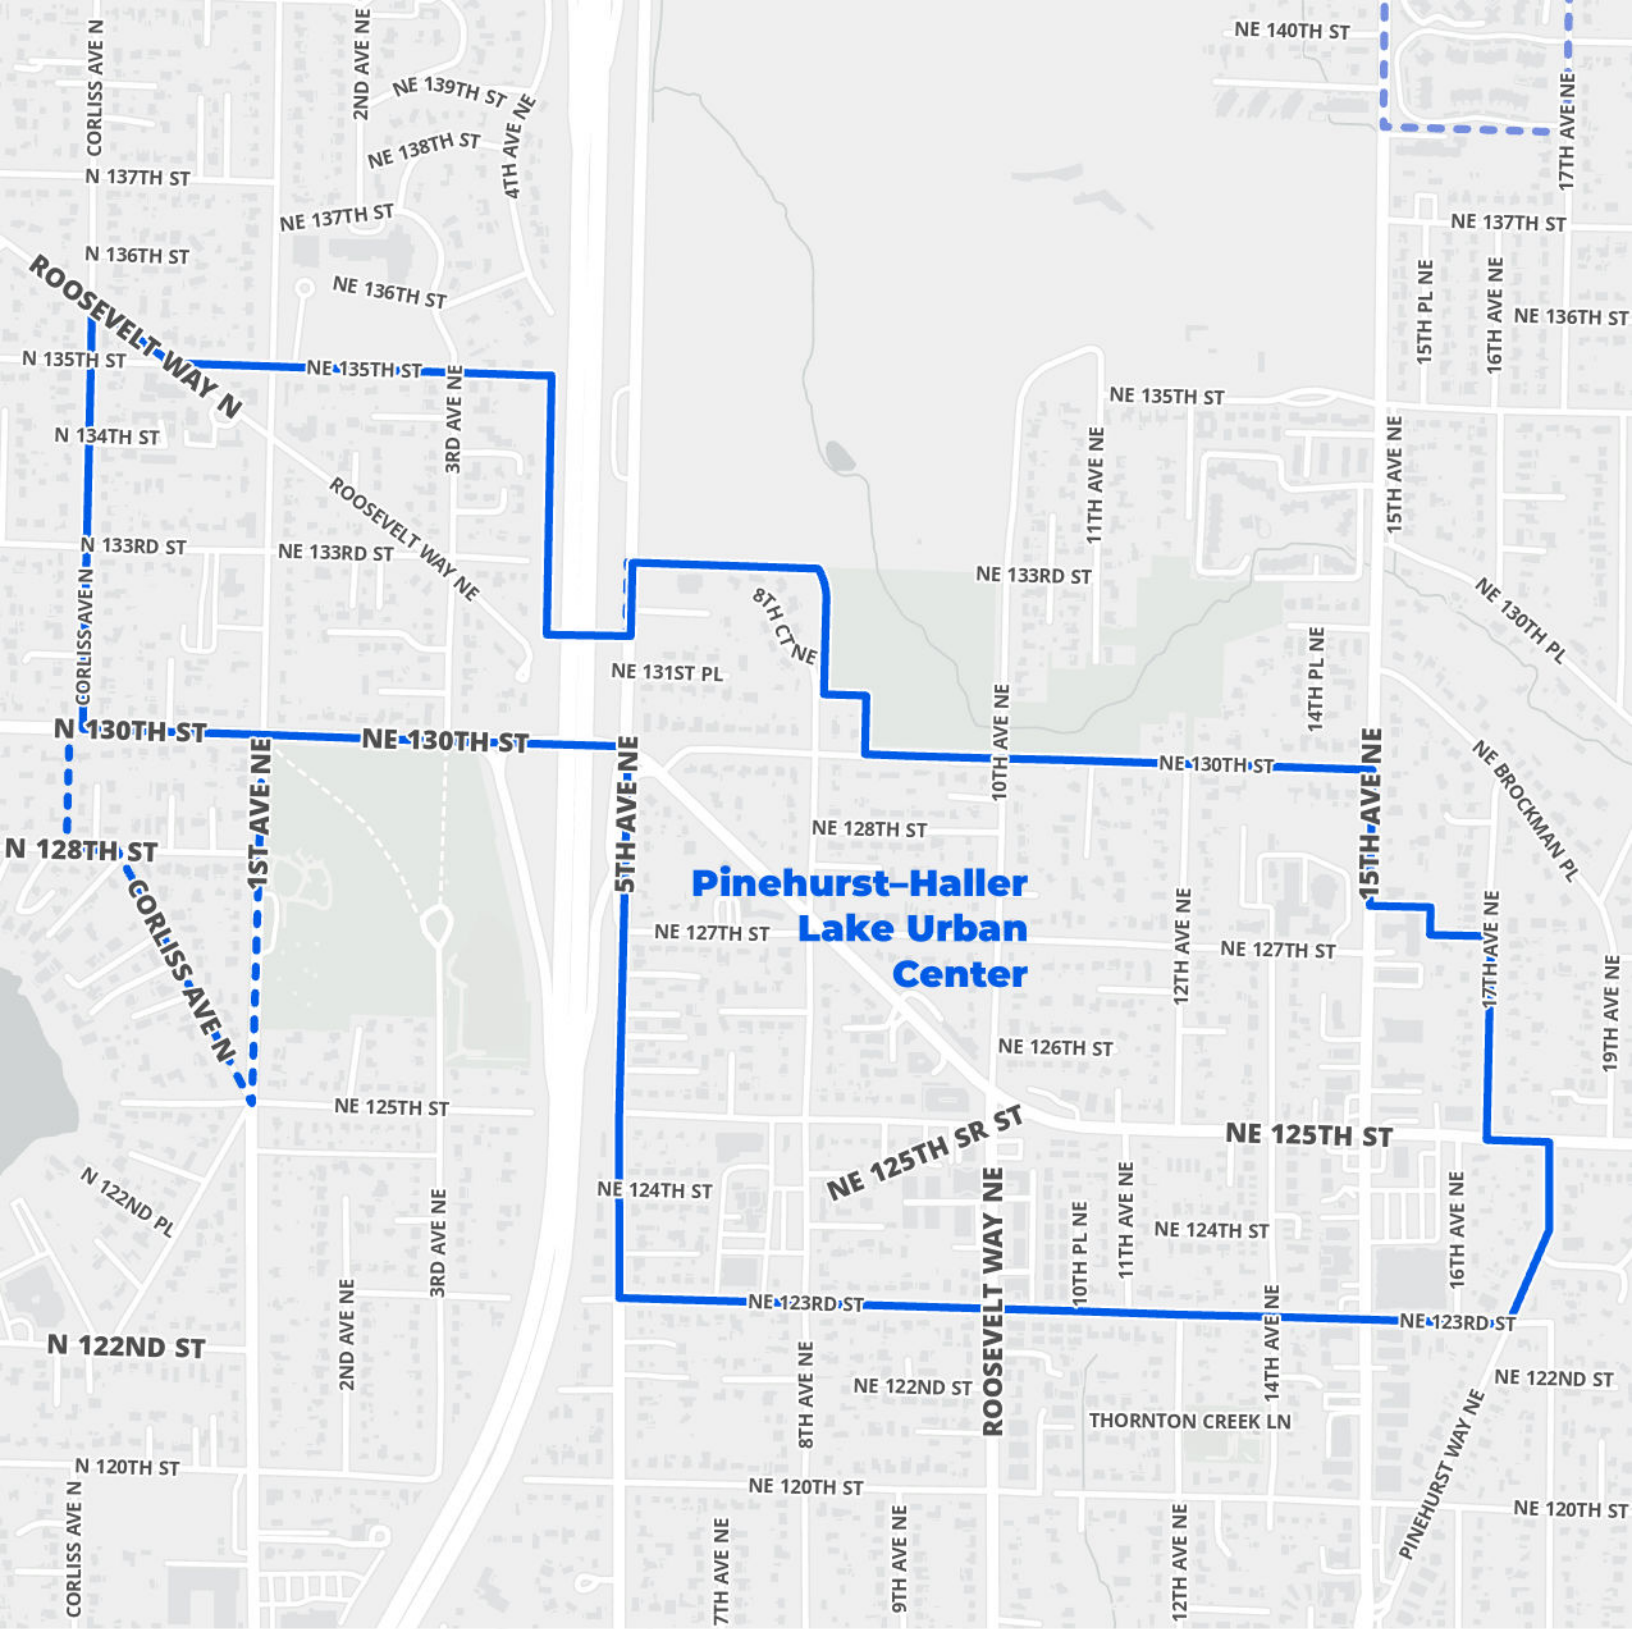 CORLISS AVE N
2ND AVE NE
NE 140TH ST
NE 139TH ST
4TH AVE NE
17TH AVE NE
NE 138TH ST
N 137TH ST
NE 137TH ST
NE 137TH ST
N 136TH ST
ROOSEVELT WAY N
NE 136TH ST
15TH PL NE
16TH AVE NE
NE 136TH ST
N 135TH ST
NE 135TH ST
3RD AVE NE
NE 135TH ST
N 134TH ST
11TH AVE NE
15TH AVE NE
ROOSEVELT WAY NE
N 133RD ST
NE 133RD ST
NE 133RD ST
CORLISS AVE N
8TH CT NE
NE 130TH PL
14TH PL NE
NE 131ST PL
10TH AVE NE
N 130TH ST
NE 130TH ST
NE 130TH ST
1ST AVE NE
5TH AVE NE
15TH AVE NE
NE BROCKMAN PL
N 128TH ST
NE 128TH ST
Pinehurst–Haller
Lake Urban
Center
CORLISS AVE N
NE 127TH ST
12TH AVE NE
NE 127TH ST
17TH AVE NE
19TH AVE NE
NE 126TH ST
NE 125TH ST
NE 125TH SR ST
NE 125TH ST
N 122ND PL
3RD AVE NE
NE 124TH ST
ROOSEVELT WAY NE
10TH PL NE
11TH AVE NE
NE 124TH ST
16TH AVE NE
2ND AVE NE
NE 123RD ST
14TH AVE NE
NE 123RD ST
N 122ND ST
8TH AVE NE
NE 122ND ST
NE 122ND ST
THORNTON CREEK LN
PINEHURST WAY NE
N 120TH ST
NE 120TH ST
NE 120TH ST
CORLISS AVE N
7TH AVE NE
9TH AVE NE
12TH AVE NE